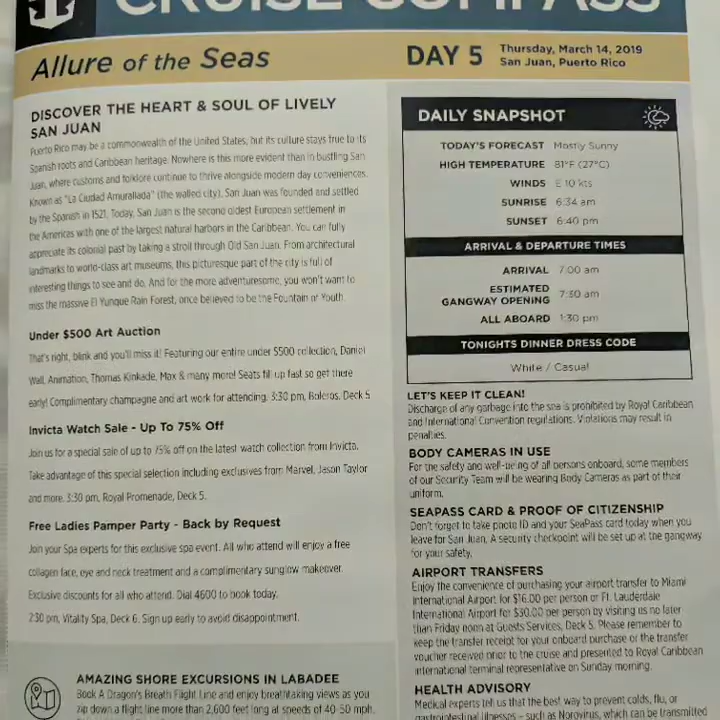 CRUISE COMPASS
Allure of the Seas
DAY 5
Thursday, March 14, 2019
San Juan, Puerto Rico
DISCOVER THE HEART & SOUL OF LIVELY
SAN JUAN
Puerto Rico may be a commonwealth of the United States, but its culture stays true to its
Spanish roots and Caribbean heritage. Nowhere is this more evident than in bustling San
Juan, where customs and folklore continue to thrive alongside modern day conveniences.
Known as "La Ciudad Amurallada" (the walled city), San Juan was founded and settled
by the Spanish in 1521. Today, San Juan is the second oldest European settlement in
the Americas with one of the largest natural harbors in the Caribbean. You can fully
appreciate its colonial past by taking a stroll through Old San Juan. From architectural
landmarks to world-class art museums, this picturesque part of the city is full of
interesting things to see and do. And for the more adventuresome, you won't want to
miss the massive El Yunque Rain Forest, once believed to be the Fountain of Youth.
Under $500 Art Auction
That's right, blink and you'll miss it! Featuring our entire under $500 collection, Daniel
Wall, Animation, Thomas Kinkade, Max & many more! Seats fill up fast so get there
early! Complimentary champagne and art work for attending. 3:30 pm, Boleros, Deck 5
Invicta Watch Sale - Up To 75% Off
Join us for a special sale of up to 75% off on the latest watch collection from Invicta.
Take advantage of this special selection including exclusives from Marvel, Jason Taylor
and more. 3:30 pm, Royal Promenade, Deck 5.
Free Ladies Pamper Party - Back by Request
Join your Spa experts for this exclusive spa event. All who attend will enjoy a free
collagen face, eye and neck treatment and a complimentary sunglow makeover.
Exclusive discounts for all who attend. Dial 4600 to book today.
2:30 pm, Vitality Spa, Deck 6. Sign up early to avoid disappointment.
AMAZING SHORE EXCURSIONS IN LABADEE
Book A Dragon's Breath Flight Line and enjoy breathtaking views as you
zip down a flight line more than 2,600 feet long at speeds of 40-50 mph.
DAILY SNAPSHOT
TODAY'S FORECAST Mostly Sunny
HIGH TEMPERATURE 81°F (27°C)
WINDS E 10 kts
SUNRISE 6:34 am
SUNSET 6:40 pm
ARRIVAL & DEPARTURE TIMES
ARRIVAL 7:00 am
ESTIMATED
GANGWAY OPENING 7:30 am
ALL ABOARD 1:30 pm
TONIGHTS DINNER DRESS CODE
White / Casual
LET'S KEEP IT CLEAN!
Discharge of any garbage into the sea is prohibited by Royal Caribbean
and International Convention regulations. Violations may result in
penalties.
BODY CAMERAS IN USE
For the safety and well-being of all persons onboard, some members
of our Security Team will be wearing Body Cameras as part of their
uniform.
SEAPASS CARD & PROOF OF CITIZENSHIP
Don't forget to take photo ID and your SeaPass card today when you
leave for San Juan. A security checkpoint will be set up at the gangway
for your safety.
AIRPORT TRANSFERS
Enjoy the convenience of purchasing your airport transfer to Miami
International Airport for $16.00 per person or Ft. Lauderdale
International Airport for $30.00 per person by visiting us no later
than Friday noon at Guests Services, Deck 5. Please remember to
keep the transfer receipt for your onboard purchase or the transfer
voucher received prior to the cruise and presented to Royal Caribbean
international terminal representative on Sunday morning.
HEALTH ADVISORY
Medical experts tell us that the best way to prevent colds, flu, or
gastrointestinal illnesses - such as Norovirus, which can be transmitted